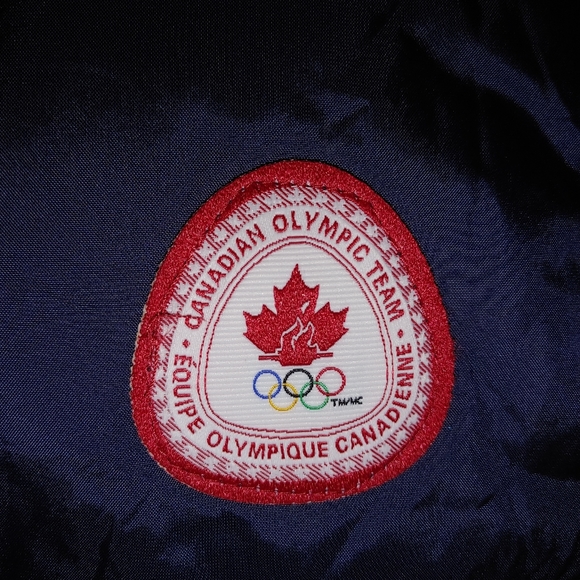 CANADIAN OLYMPIC TEAM
TM/MC
• ÉQUIPE OLYMPIQUE CANADIENNE •